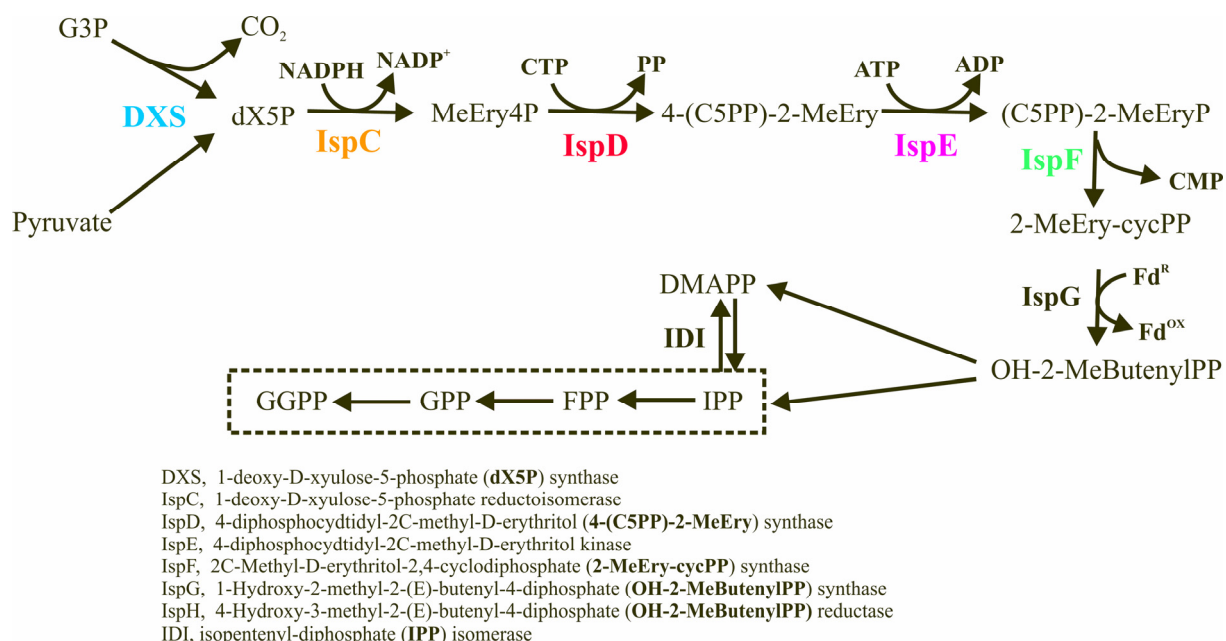 G3P
CO2
NADPH NADP+
CTP PP
ATP ADP
DXS dX5P MeEry4P 4-(C5PP)-2-MeEry (C5PP)-2-MeEryP
IspC IspD IspE IspF
CMP
Pyruvate
2-MeEry-cycPP
DMAPP
IspG FdR
FdOX
IDI
OH-2-MeButenylPP
GGPP GPP FPP IPP
DXS, 1-deoxy-D-xyulose-5-phosphate (dX5P) synthase
IspC, 1-deoxy-D-xyulose-5-phosphate reductoisomerase
IspD, 4-diphosphocydtidyl-2C-methyl-D-erythritol (4-(C5PP)-2-MeEry) synthase
IspE, 4-diphosphocydtidyl-2C-methyl-D-erythritol kinase
IspF, 2C-Methyl-D-erythritol-2,4-cyclodiphosphate (2-MeEry-cycPP) synthase
IspG, 1-Hydroxy-2-methyl-2-(E)-butenyl-4-diphosphate (OH-2-MeButenylPP) synthase
IspH, 4-Hydroxy-3-methyl-2-(E)-butenyl-4-diphosphate (OH-2-MeButenylPP) reductase
IDI, isopentenyl-diphosphate (IPP) isomerase